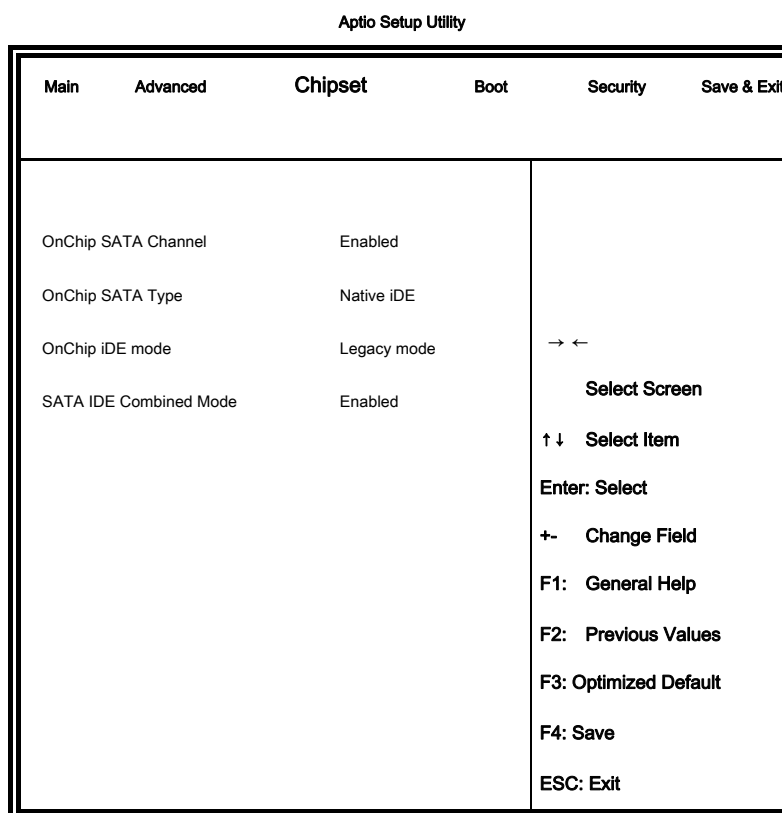 Aptio Setup Utility
Main Advanced Chipset Boot Security Save & Exit
OnChip SATA Channel Enabled
OnChip SATA Type Native iDE
OnChip iDE mode Legacy mode
SATA IDE Combined Mode Enabled
→ ←
Select Screen
↑↓ Select Item
Enter: Select
+- Change Field
F1: General Help
F2: Previous Values
F3: Optimized Default
F4: Save
ESC: Exit